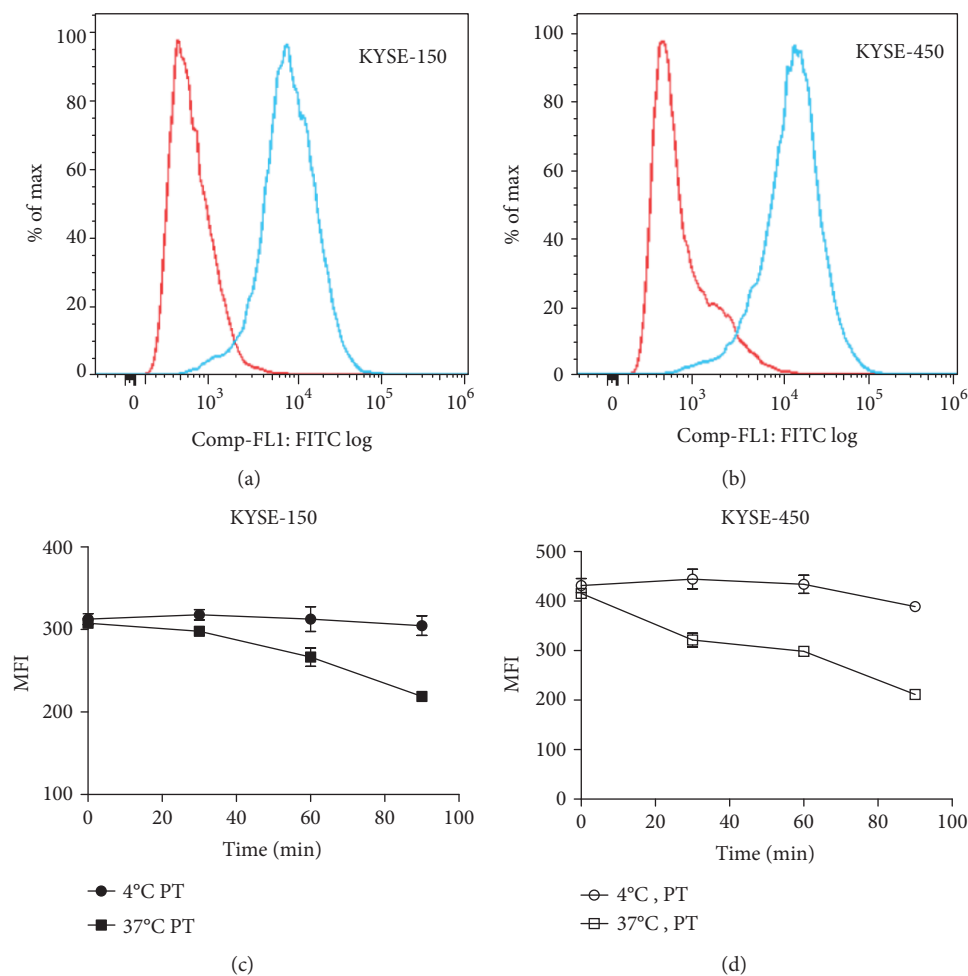 100
80
60
40
20
0
% of max
KYSE-150
0 10³ 10⁴ 10⁵ 10⁶
Comp-FL1: FITC log
(a)
100
80
60
40
20
0
% of max
KYSE-450
0 10³ 10⁴ 10⁵ 10⁶
Comp-FL1: FITC log
(b)
KYSE-150
400
300
200
100
MFI
0 20 40 60 80 100
Time (min)
4°C PT
37°C PT
(c)
KYSE-450
500
400
300
200
100
0
MFI
0 20 40 60 80 100
Time (min)
4°C , PT
37°C , PT
(d)